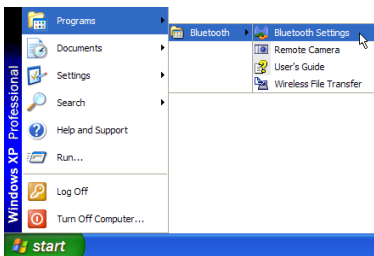 Windows XP Professional
Programs
Documents
Settings
Search
Help and Support
Run...
Log Off
Turn Off Computer...
Bluetooth
Bluetooth Settings
Remote Camera
User's Guide
Wireless File Transfer
start